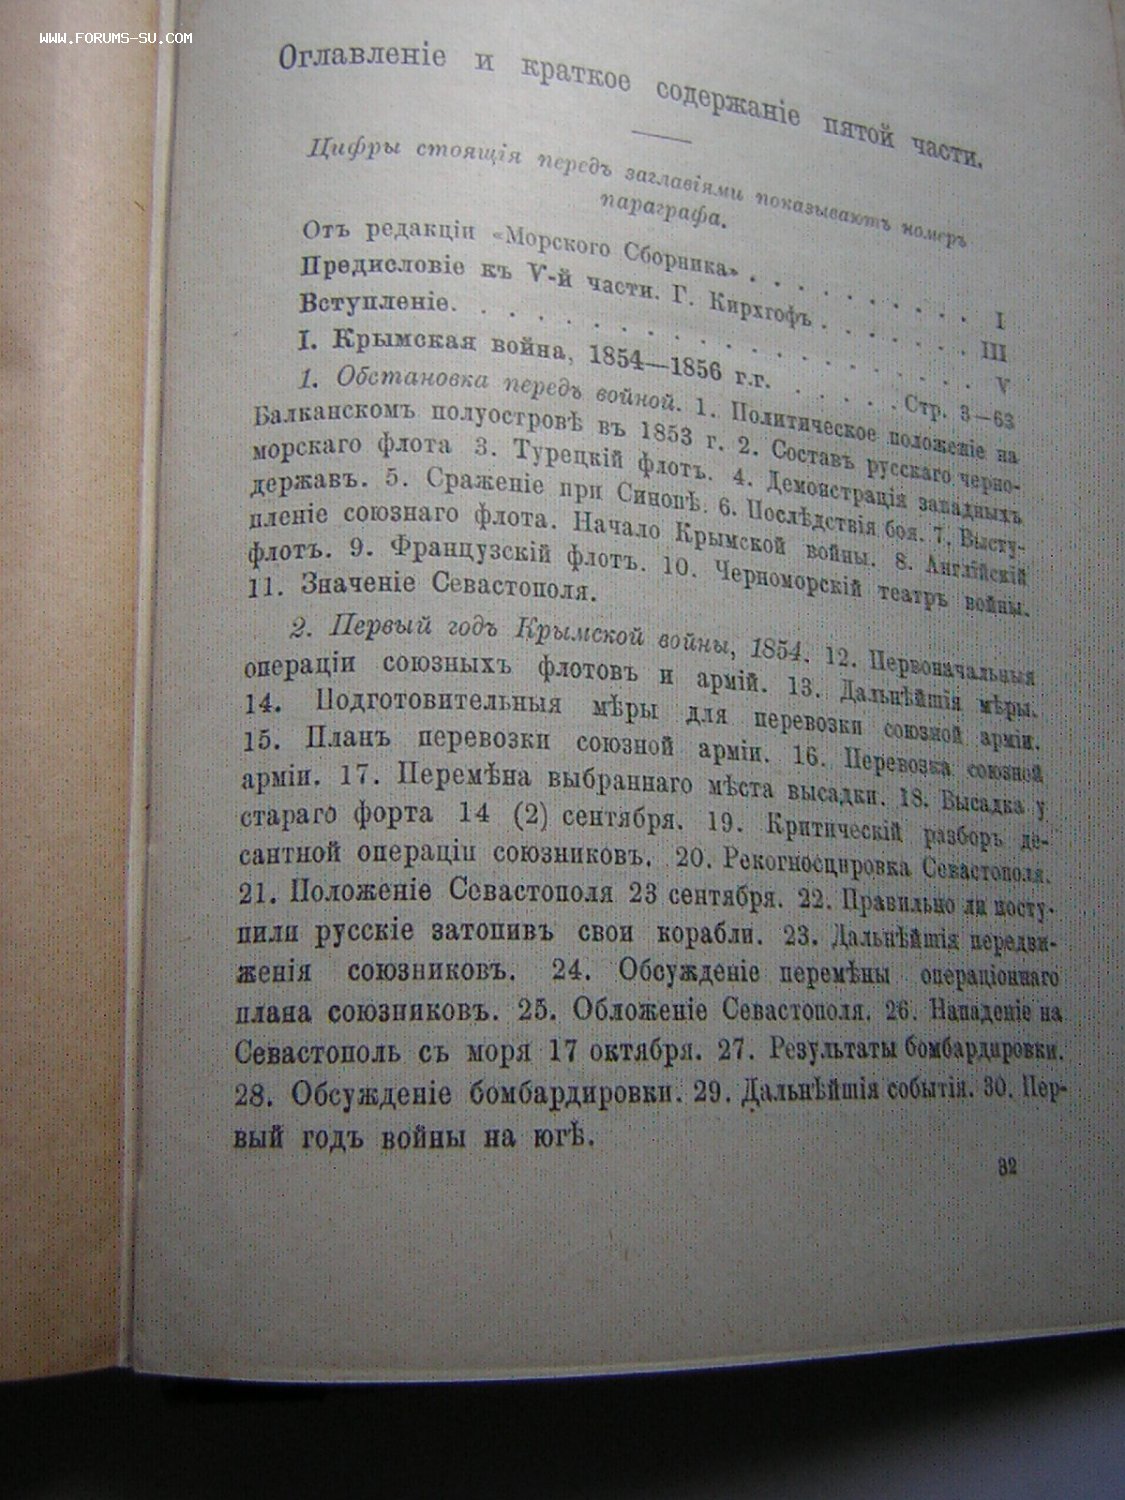 WWW.FORUMS-SU.COM
Оглавленіе и краткое содержаніе пятой части.
Цифры стоящія передъ заглавіями показываютъ номеръ
параграфа.
Отъ редакціи «Морского Сборника» . . . . . . . . . I
Предисловіе къ V-й части. Г. Кирхгофъ . . . . . . . III
Вступленіе. . . . . . . . . . . . . . . . . . . . V
I. Крымская война, 1854—1856 г.г. . . . . . . Стр. 3—63
1. Обстановка передъ войной. 1. Политическое положеніе на
Балканскомъ полуостровѣ въ 1853 г. 2. Составъ русскаго черно-
морскаго флота 3. Турецкій флотъ. 4. Демонстрація западныхъ
державъ. 5. Сраженіе при Синопѣ. 6. Послѣдствія боя. 7. Высту-
пленіе союзнаго флота. Начало Крымской войны. 8. Англійскій
флотъ. 9. Французскій флотъ. 10. Черноморскій театръ войны.
11. Значеніе Севастополя.
2. Первый годъ Крымской войны, 1854. 12. Первоначальныя
операціи союзныхъ флотовъ и армій. 13. Дальнѣйшія мѣры.
14. Подготовительныя мѣры для перевозки союзной арміи.
15. Планъ перевозки союзной арміи. 16. Перевозка союзной
арміи. 17. Перемѣна выбраннаго мѣста высадки. 18. Высадка у
стараго форта 14 (2) сентября. 19. Критическій разборъ де-
сантной операціи союзниковъ. 20. Рекогносцировка Севастополя.
21. Положеніе Севастополя 23 сентября. 22. Правильно ли посту-
пили русскіе затопивъ свои корабли. 23. Дальнѣйшія передви-
женія союзниковъ. 24. Обсужденіе перемѣны операціоннаго
плана союзниковъ. 25. Обложеніе Севастополя. 26. Нападеніе на
Севастополь съ моря 17 октября. 27. Результаты бомбардировки.
28. Обсужденіе бомбардировки. 29. Дальнѣйшія событія. 30. Пер-
вый годъ войны на югѣ.
32